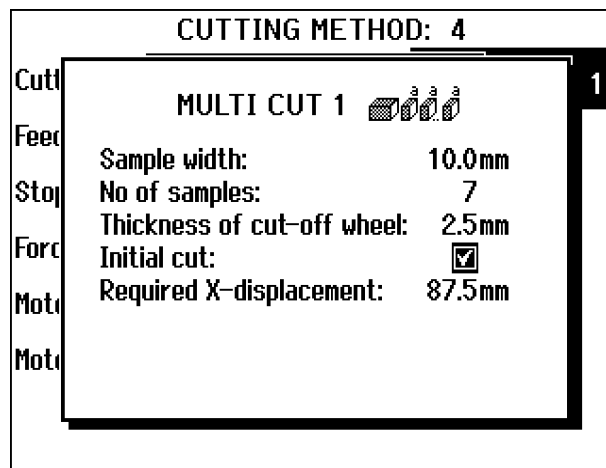 CUTTING METHOD: 4
1
MULTI CUT 1
Sample width: 10.0mm
No of samples: 7
Thickness of cut-off wheel: 2.5mm
Initial cut:
Required X-displacement: 87.5mm